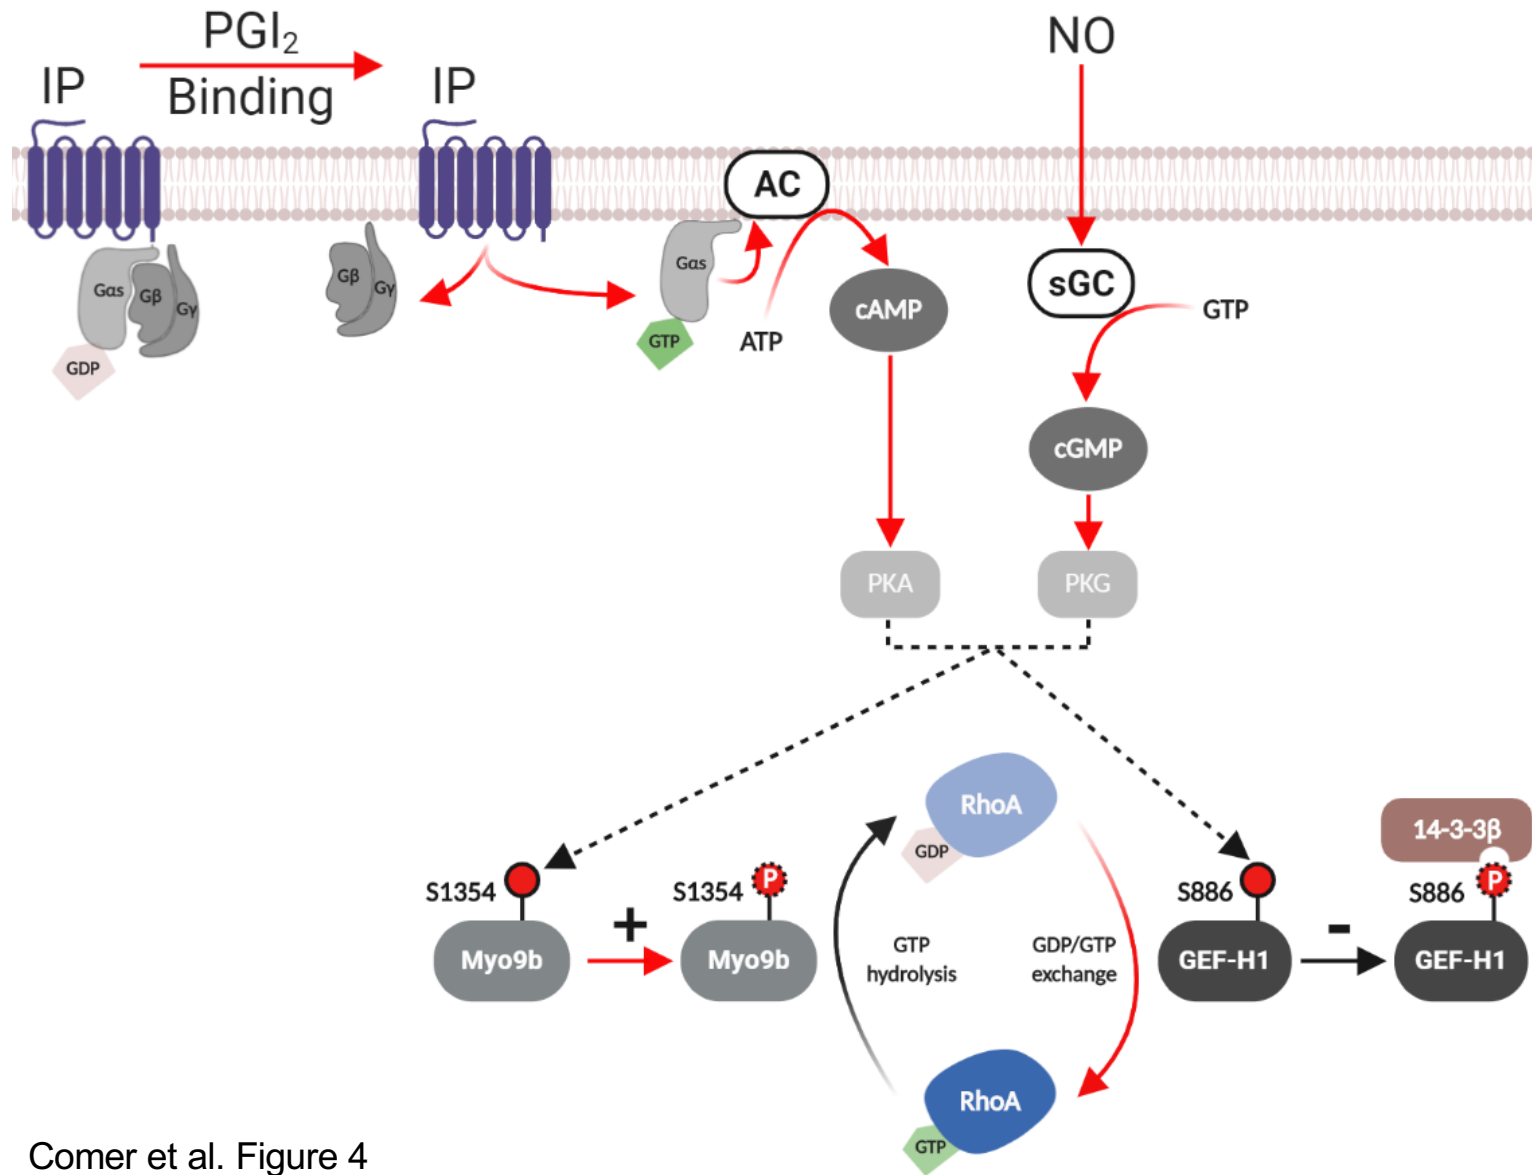 PGI₂
Binding
IP
IP
NO
AC
sGC
Gαs
Gβ
Gγ
GDP
Gβ
Gγ
Gαs
GTP
ATP
cAMP
GTP
cGMP
PKA
PKG
RhoA
GDP
14-3-3β
S1354
P
S1354
P
S886
S886
Myo9b
+
Myo9b
GTP
hydrolysis
GDP/GTP
exchange
GEF-H1
-
GEF-H1
RhoA
GTP
Comer et al. Figure 4